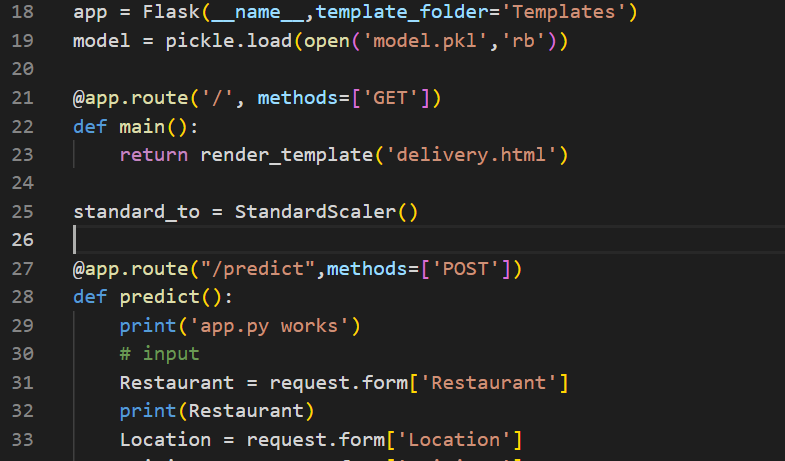 18 app = Flask(__name__,template_folder='Templates')
19 model = pickle.load(open('model.pkl','rb'))
20
21 @app.route('/', methods=['GET'])
22 def main():
23     return render_template('delivery.html')
24
25 standard_to = StandardScaler()
26
27 @app.route("/predict",methods=['POST'])
28 def predict():
29     print('app.py works')
30     # input
31     Restaurant = request.form['Restaurant']
32     print(Restaurant)
33     Location = request.form['Location']